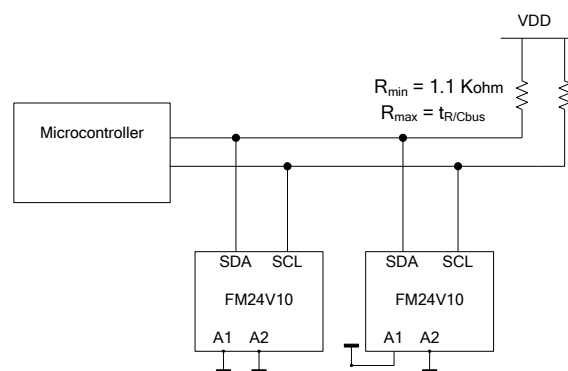 VDD
Rmin = 1.1 Kohm
Rmax = tR/Cbus
Microcontroller
SDA SCL
FM24V10
A1 A2
SDA SCL
FM24V10
A1 A2